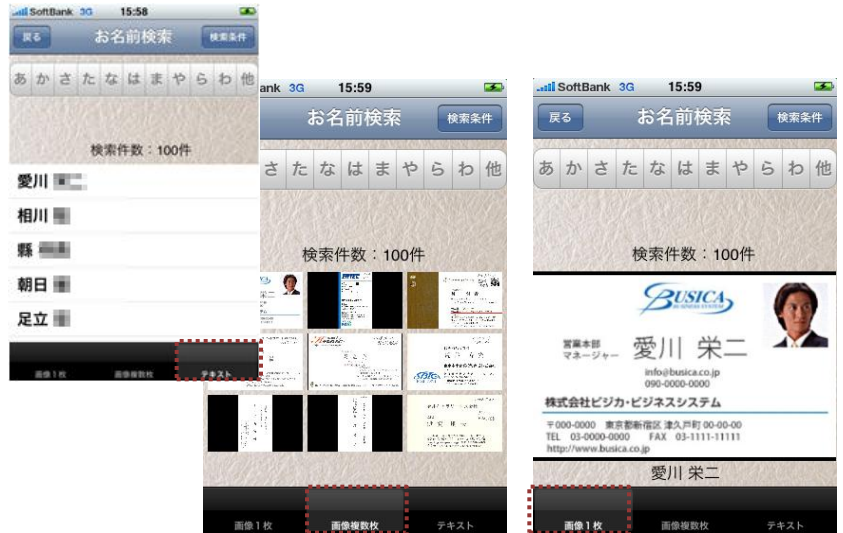 SoftBank 3G 15:58
戻る お名前検索 検索条件
あ か さ た な は ま や ら わ 他
検索件数：100件
愛川
相川
縣
朝日
足立
画像1枚 画像複数枚 テキスト
ank 3G 15:59
お名前検索 検索条件
さ た な は ま や ら わ 他
検索件数：100件
画像1枚 画像複数枚 テキスト
SoftBank 3G 15:59
戻る お名前検索 検索条件
あ か さ た な は ま や ら わ 他
検索件数：100件
BUSICA
BUSINESS SYSTEM
営業本部
マネージャー 愛川 栄二
info@busica.co.jp
090-0000-0000
株式会社ビジカ・ビジネスシステム
〒000-0000 東京都新宿区津久戸町00-00-00
TEL 03-0000-0000 FAX 03-1111-11111
http://www.busica.co.jp
愛川 栄二
画像1枚 画像複数枚 テキスト